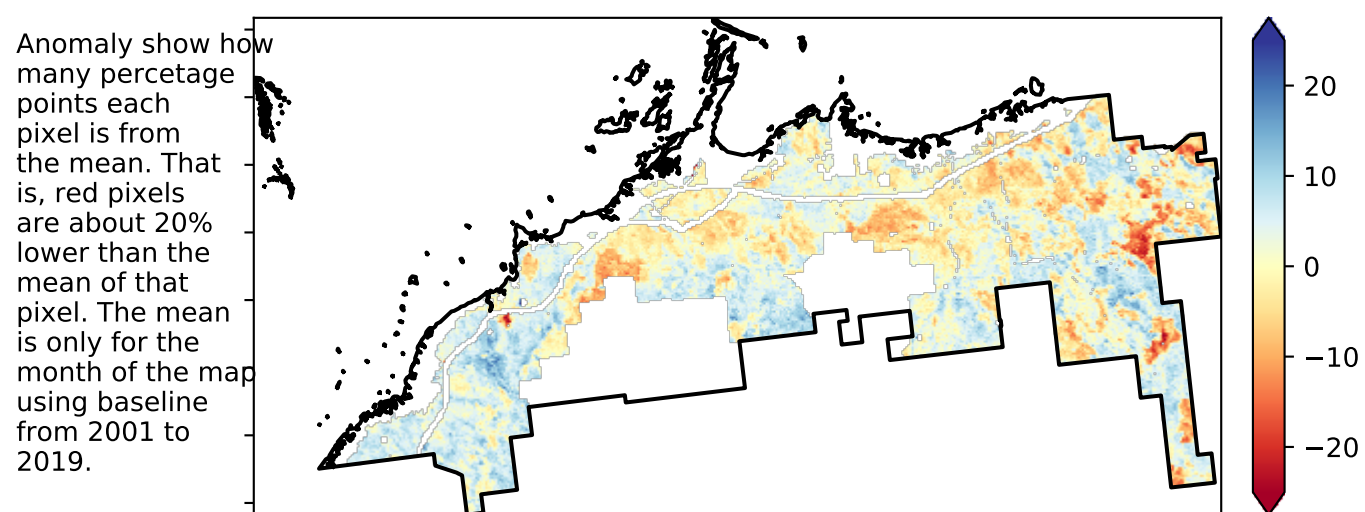 Anomaly show how
many percetage
points each
pixel is from
the mean. That
is, red pixels
are about 20%
lower than the
mean of that
pixel. The mean
is only for the
month of the map
using baseline
from 2001 to
2019.
20
10
0
−10
−20